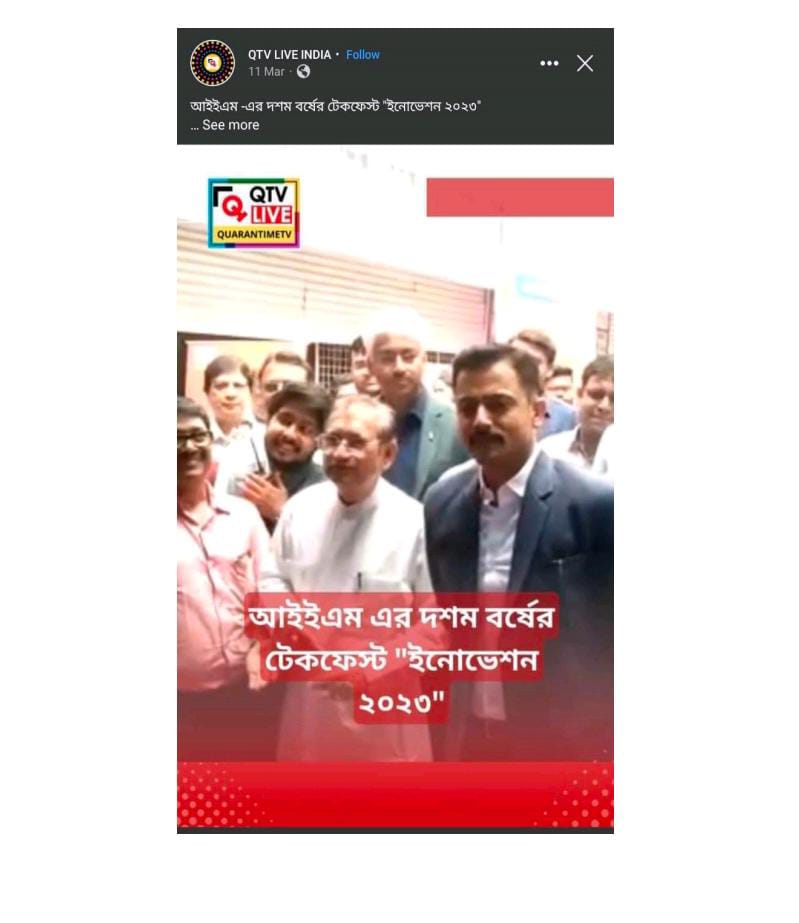 QTV LIVE INDIA · Follow
11 Mar ·
আইইএম -এর দশম বর্ষের টেকফেস্ট "ইনোভেশন ২০২৩"
... See more
QTV
LIVE
QUARANTIMETV
আইইএম এর দশম বর্ষের
টেকফেস্ট "ইনোভেশন
২০২৩"